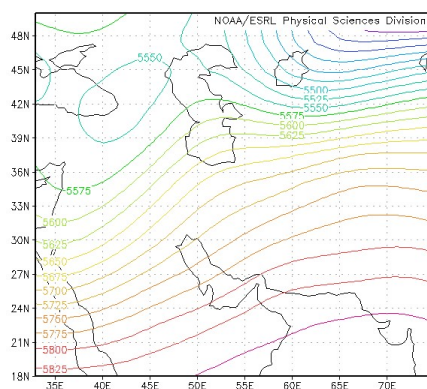 NOAA/ESRL Physical Sciences Division
48N
45N
42N
39N
36N
33N
30N
27N
24N
21N
18N
5550
5500
5525
5550
5575
5600
5625
5575
5600
5625
5650
5675
5700
5725
5750
5775
5800
5825
35E 40E 45E 50E 55E 60E 65E 70E